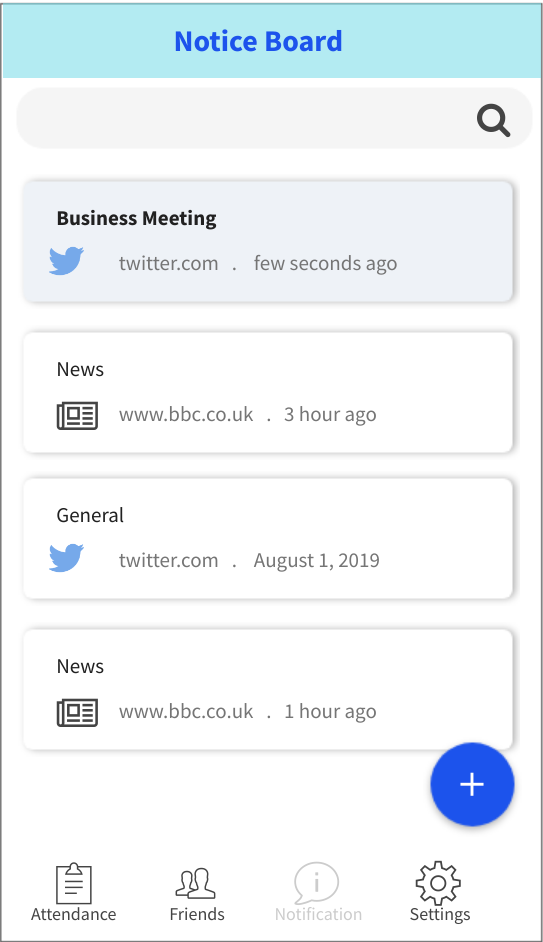 Notice Board
Business Meeting
twitter.com . few seconds ago
News
www.bbc.co.uk . 3 hour ago
General
twitter.com . August 1, 2019
News
www.bbc.co.uk . 1 hour ago
Attendance Friends Notification Settings